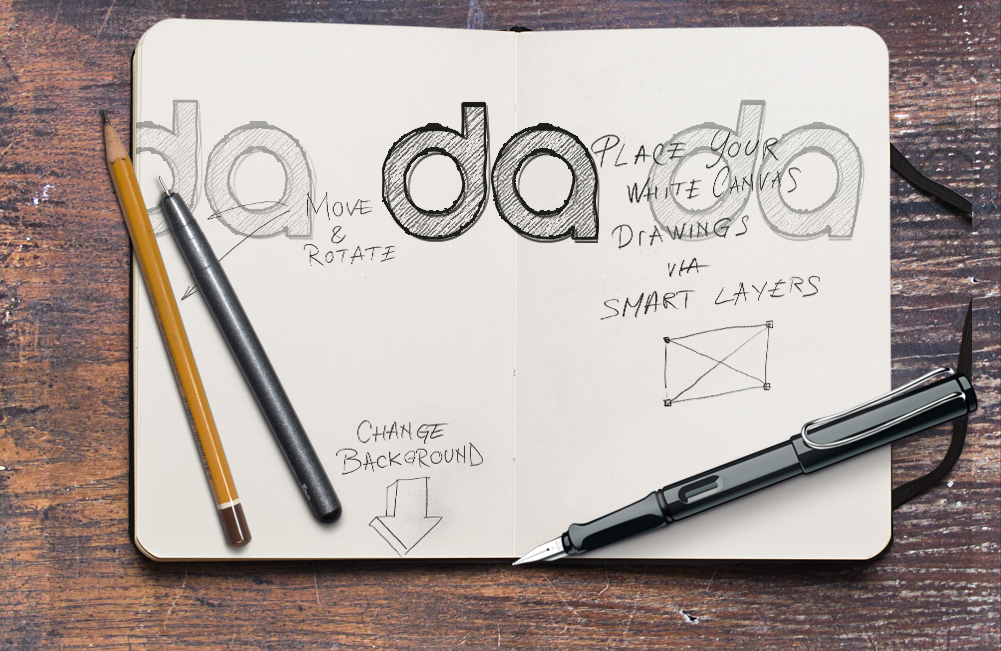 da
da
da
PLACE YOUR
WHITE CANVAS
DRAWINGS
VIA
SMART LAYERS
MOVE
&
ROTATE
CHANGE
BACKGROUND